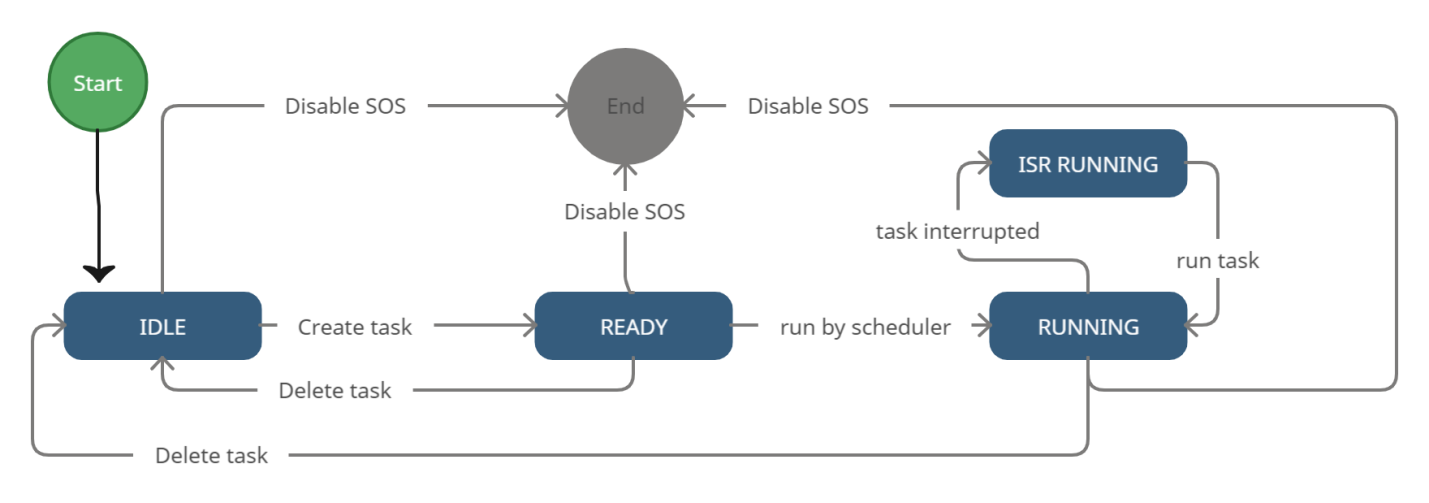 Start
Disable SOS
End
Disable SOS
ISR RUNNING
Disable SOS
task interrupted
run task
IDLE
Create task
READY
run by scheduler
RUNNING
Delete task
Delete task